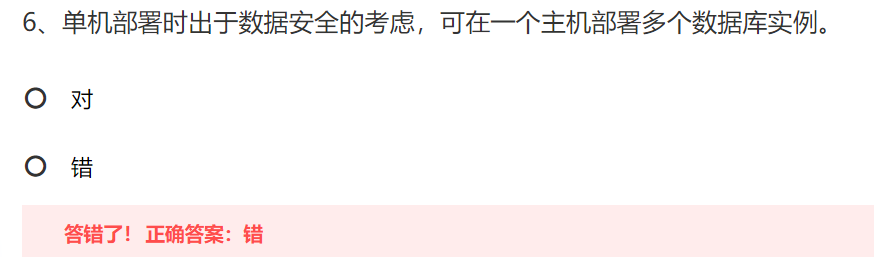 6、单机部署时出于数据安全的考虑，可在一个主机部署多个数据库实例。
对
错
答错了！正确答案：错